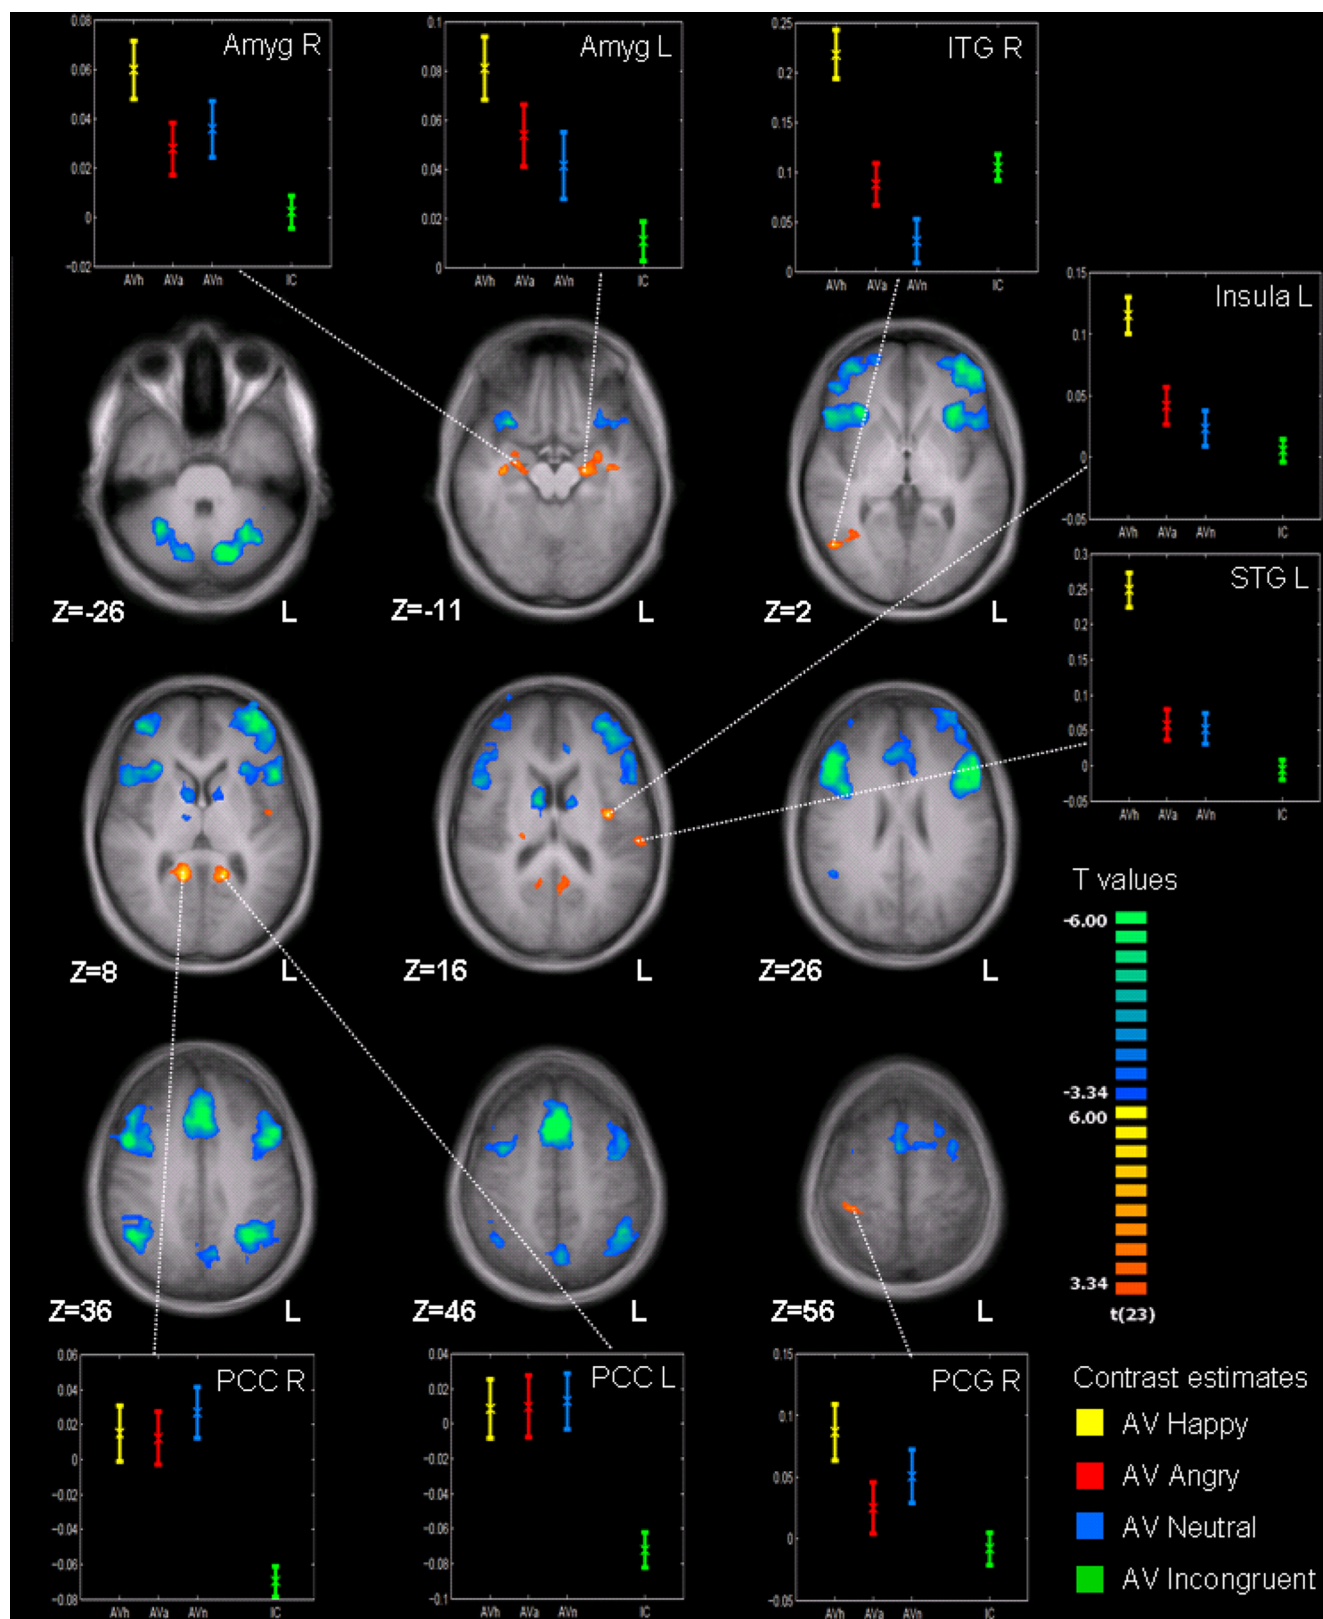 Amyg R
0.08
0.06
0.04
0.02
0
−0.02
AVh AVa AVn IC
Amyg L
0.1
0.08
0.06
0.04
0.02
0
AVh AVa AVn IC
ITG R
0.25
0.2
0.15
0.1
0.05
0
AVh AVa AVn IC
Insula L
0.15
0.1
0.05
0
−0.05
AVh AVa AVn IC
Z=-26 L
Z=-11 L
Z=2 L
STG L
0.3
0.25
0.2
0.15
0.1
0.05
0
−0.05
AVh AVa AVn IC
Z=8 L
Z=16 L
Z=26 L
T values
-6.00
-3.34
6.00
3.34
t(23)
Z=36 L
Z=46 L
Z=56 L
PCC R
0.06
0.04
0.02
0
−0.02
−0.04
−0.06
−0.08
AVh AVa AVn IC
PCC L
0.04
0.02
0
−0.02
−0.04
−0.06
−0.08
−0.1
AVh AVa AVn IC
PCG R
0.15
0.1
0.05
0
−0.05
AVh AVa AVn IC
Contrast estimates
AV Happy
AV Angry
AV Neutral
AV Incongruent